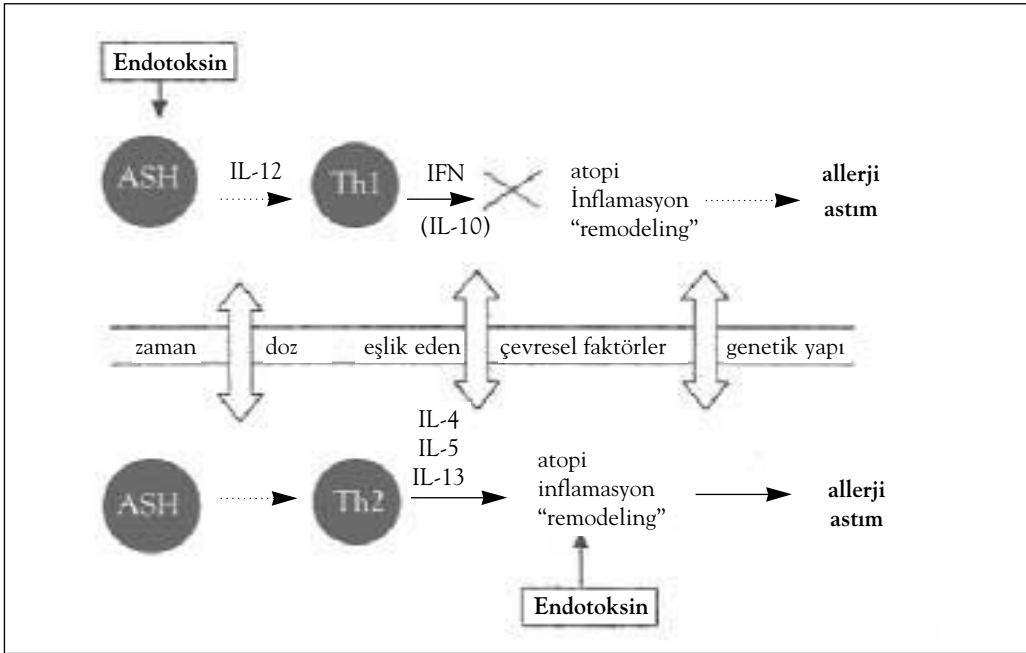 Endotoksin
ASH
IL-12
Th1
IFN
(IL-10)
atopi
İnflamasyon
“remodeling”
allerji
astım
zaman doz eşlik eden çevresel faktörler genetik yapı
ASH
Th2
IL-4
IL-5
IL-13
atopi
inflamasyon
“remodeling”
allerji
astım
Endotoksin